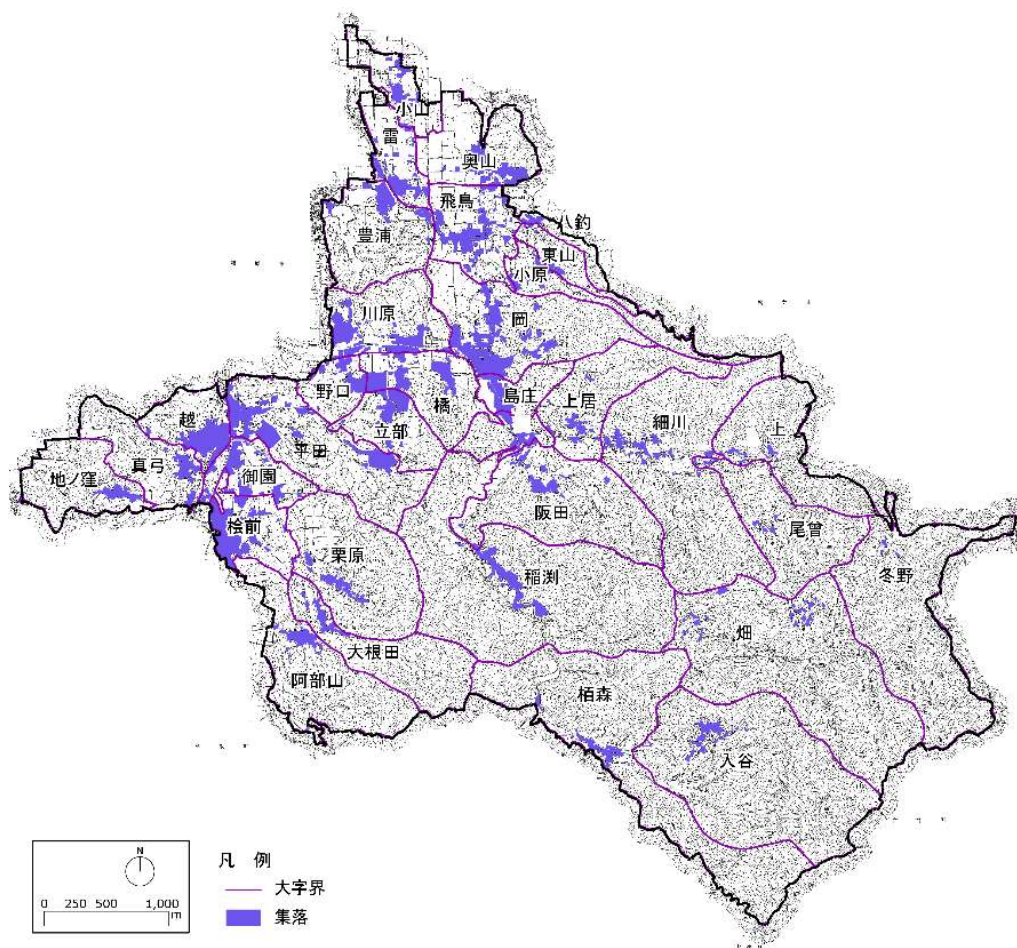 小山
雷
奥山
飛鳥
八釣
豊浦
東山
小原
川原
岡
野口
橘
島庄
上居
細川
上
越
立部
平田
真弓
御園
地ノ窪
阪田
尾曾
桧前
栗原
稲渕
冬野
畑
大根田
阿部山
栢森
入谷
N
0 250 500 1,000
m
凡 例
大字界
集落